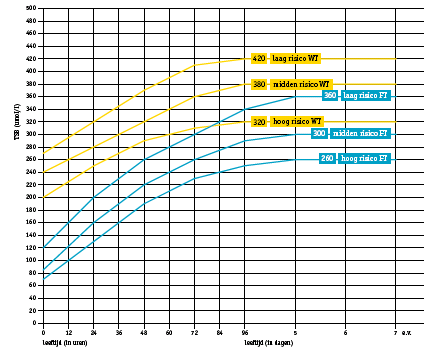 600
480
460
440
420 laag risico WT
420
400
380 midden risico WT
380
360 laag risico FT
360
340
320 hoog risico WT
320
300 midden risico FT
300
280
260 hoog risico FT
260
240
220
200
180
160
140
120
100
80
60
40
20
0
TSB (umol/l)
0 12 24 36 48 60 72 84 96 5 6 7 e.v.
leeftijd (in uren) leeftijd (in dagen)